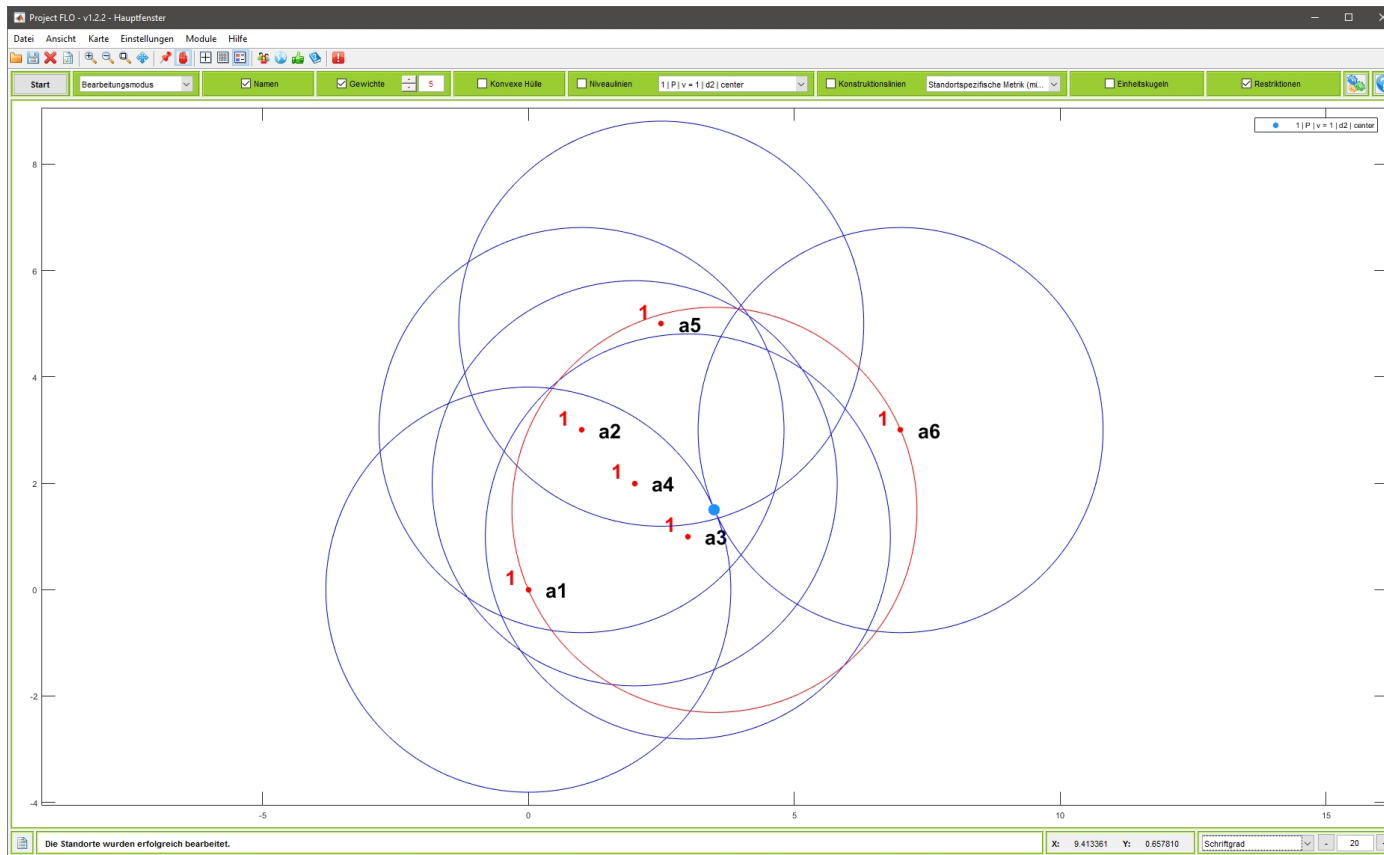 Project FLO - v1.2.2 - Hauptfenster
Datei Ansicht Karte Einstellungen Module Hilfe
Start Bearbeitungsmodus Namen Gewichte 5 Konvexe Hülle Niveaulinien 1 | P | v = 1 | d2 | center Konstruktionslinien Standortspezifische Metrik (mi... Einheitskugeln Restriktionen
1 | P | v = 1 | d2 | center
8
6
1 a5
4
1 a2 1 a6
2 1 a4
1 a3
0 1 a1
-2
-4
-5 0 5 10 15
Die Standorte wurden erfolgreich bearbeitet. X: 9.413361 Y: 0.657810 Schriftgrad - 20